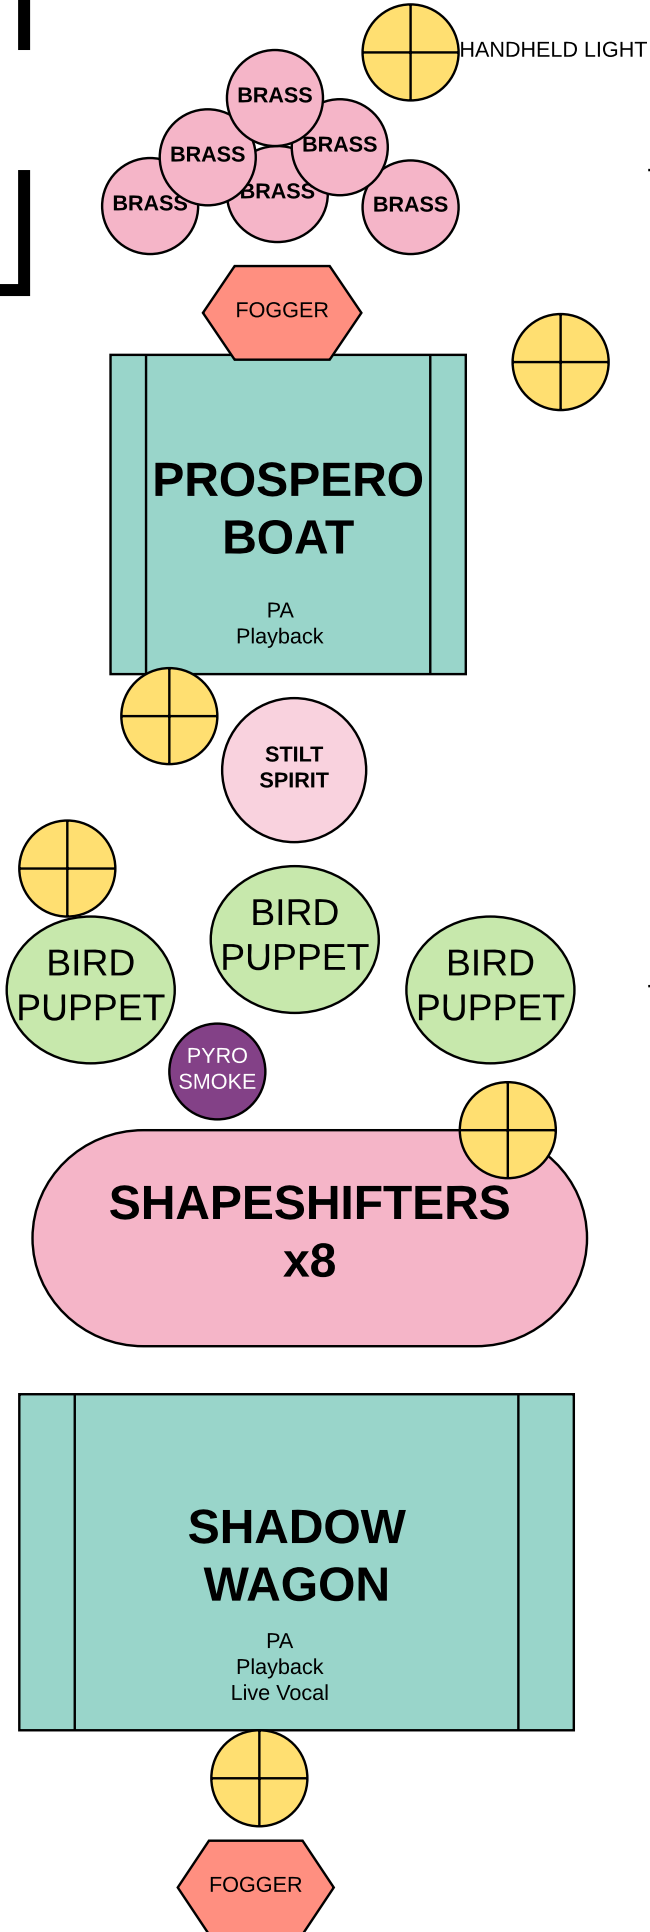 HANDHELD LIGHT
BRASS
BRASS
BRASS
BRASS
BRASS
BRASS
FOGGER
PROSPERO
BOAT
PA
Playback
STILT
SPIRIT
BIRD
PUPPET
BIRD
PUPPET
BIRD
PUPPET
PYRO
SMOKE
SHAPESHIFTERS
x8
SHADOW
WAGON
PA
Playback
Live Vocal
FOGGER